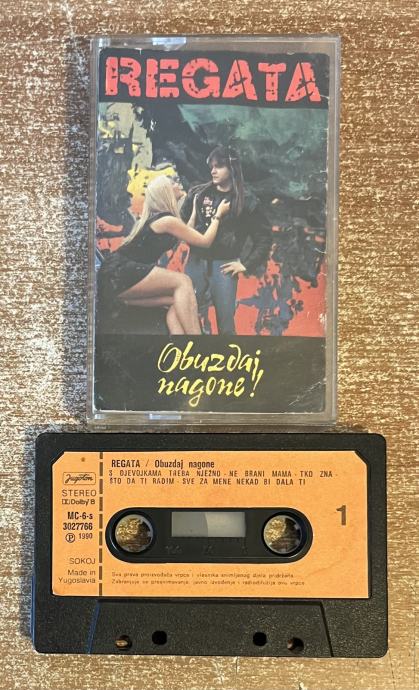 REGATA
Obuzdaj
nagone!
Jugoton
STEREO
Dolby B
MC-6-s
3027766
Ⓟ 1990
SOKOJ
Made in
Yugoslavia
REGATA / Obuzdaj nagone
S DJEVOJKAMA TREBA NJEŽNO - NE BRANI MAMA - TKO ZNA -
ŠTO DA TI RADIM - SVE ZA MENE NEKAD BI DALA TI
1
Sva prava proizvođača vrpce i vlasnika snimljenog djela pridržana.
Zabranjuje se presnimavanje, javno izvođenje i radiodifuzija ove vrpce.